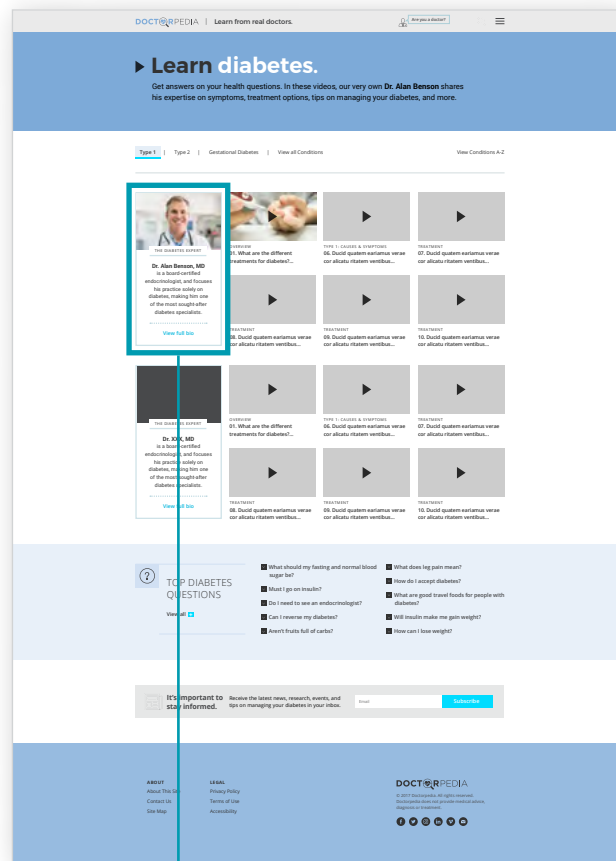 DOCTORPEDIA | Learn from real doctors.
Are you a doctor?
Learn diabetes.
Get answers on your health questions. In these videos, our very own Dr. Alan Benson shares
his expertise on symptoms, treatment options, tips on managing your diabetes, and more.
Type 1 | Type 2 | Gestational Diabetes | View all Conditions
View Conditions A-Z
THE DIABETES EXPERT
Dr. Alan Benson, MD
is a board-certified
endocrinologist, and focuses
his practice solely on
diabetes, making him one
of the most sought-after
diabetes specialists.
View full bio
OVERVIEW
01. What are the different
treatments for diabetes?...
TYPE 1: CAUSES & SYMPTOMS
06. Ducid quatem eariamus verae
cor alicatu ritatem ventibus...
TREATMENT
07. Ducid quatem eariamus verae
cor alicatu ritatem ventibus...
TREATMENT
08. Ducid quatem eariamus verae
cor alicatu ritatem ventibus...
TREATMENT
09. Ducid quatem eariamus verae
cor alicatu ritatem ventibus...
TREATMENT
10. Ducid quatem eariamus verae
cor alicatu ritatem ventibus...
THE DIABETES EXPERT
Dr. XXX, MD
is a board-certified
endocrinologist, and focuses
his practice solely on
diabetes, making him one
of the most sought-after
diabetes specialists.
View full bio
OVERVIEW
01. What are the different
treatments for diabetes?...
TYPE 1: CAUSES & SYMPTOMS
06. Ducid quatem eariamus verae
cor alicatu ritatem ventibus...
TREATMENT
07. Ducid quatem eariamus verae
cor alicatu ritatem ventibus...
TREATMENT
08. Ducid quatem eariamus verae
cor alicatu ritatem ventibus...
TREATMENT
09. Ducid quatem eariamus verae
cor alicatu ritatem ventibus...
TREATMENT
10. Ducid quatem eariamus verae
cor alicatu ritatem ventibus...
TOP DIABETES
QUESTIONS
View all
What should my fasting and normal blood
sugar be?
Must I go on insulin?
Do I need to see an endocrinologist?
Can I reverse my diabetes?
Aren't fruits full of carbs?
What does leg pain mean?
How do I accept diabetes?
What are good travel foods for people with
diabetes?
Will insulin make me gain weight?
How can I lose weight?
It's important to
stay informed.
Receive the latest news, research, events, and
tips on managing your diabetes in your inbox.
Email
Subscribe
ABOUT
About This Site
Contact Us
Site Map
LEGAL
Privacy Policy
Terms of Use
Accessibility
DOCTORPEDIA
© 2017 Doctorpedia. All rights reserved.
Doctorpedia does not provide medical advice,
diagnosis or treatment.